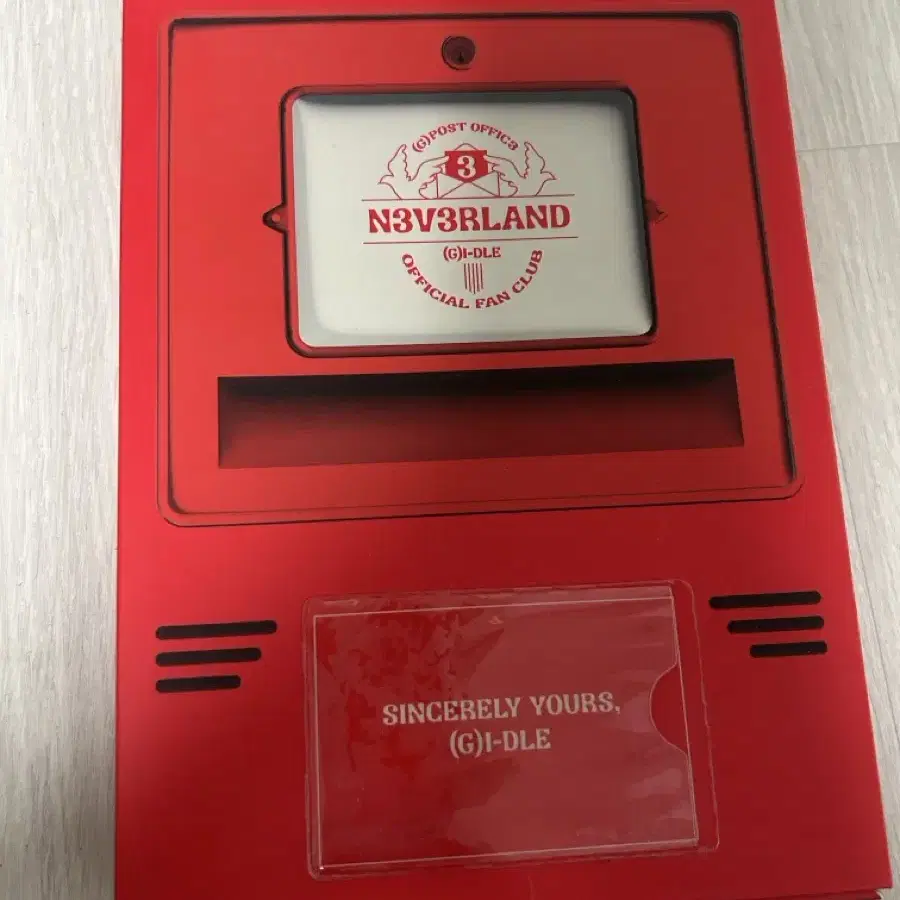 (G)POST OFFIC3
3
N3V3RLAND
(G)I-DLE
OFFICIAL FAN CLUB
SINCERELY YOURS,
(G)I-DLE